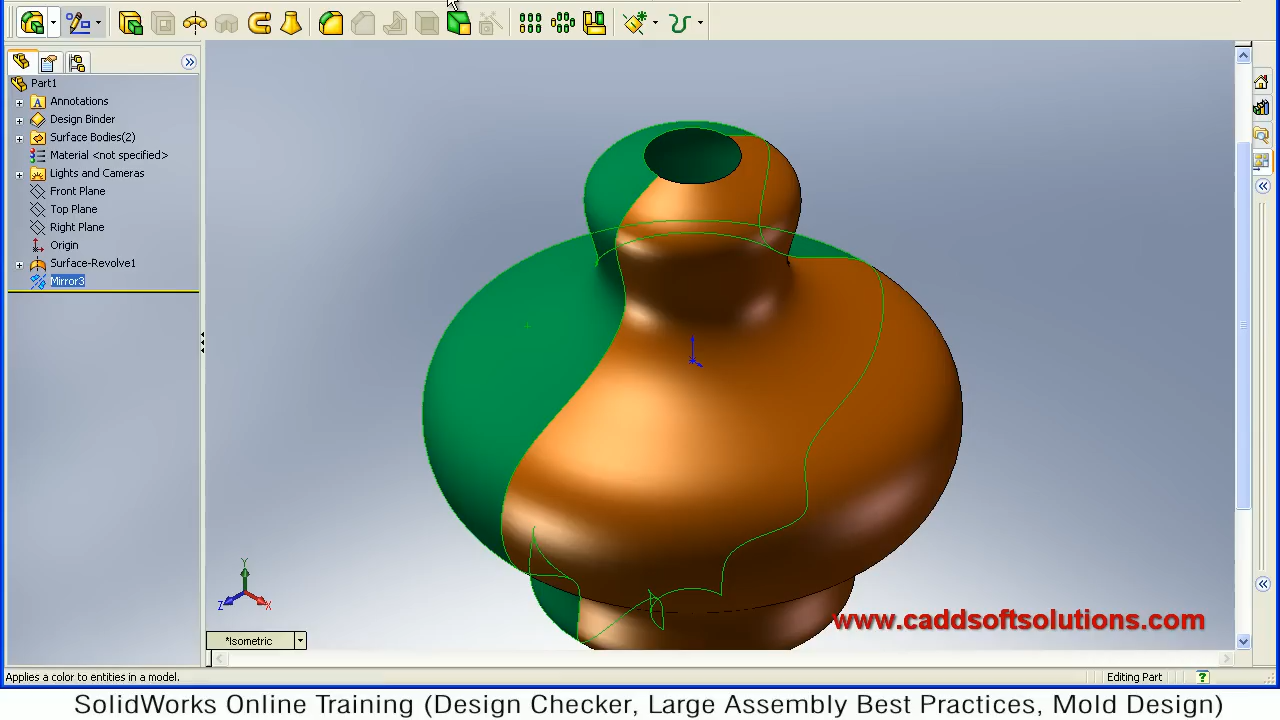 Part1
Annotations
Design Binder
Surface Bodies(2)
Material <not specified>
Lights and Cameras
Front Plane
Top Plane
Right Plane
Origin
Surface-Revolve1
Mirror3
Y
Z
X
*Isometric
www.caddsoftsolutions.com
Applies a color to entities in a model.
Editing Part
SolidWorks Online Training (Design Checker, Large Assembly Best Practices, Mold Design)